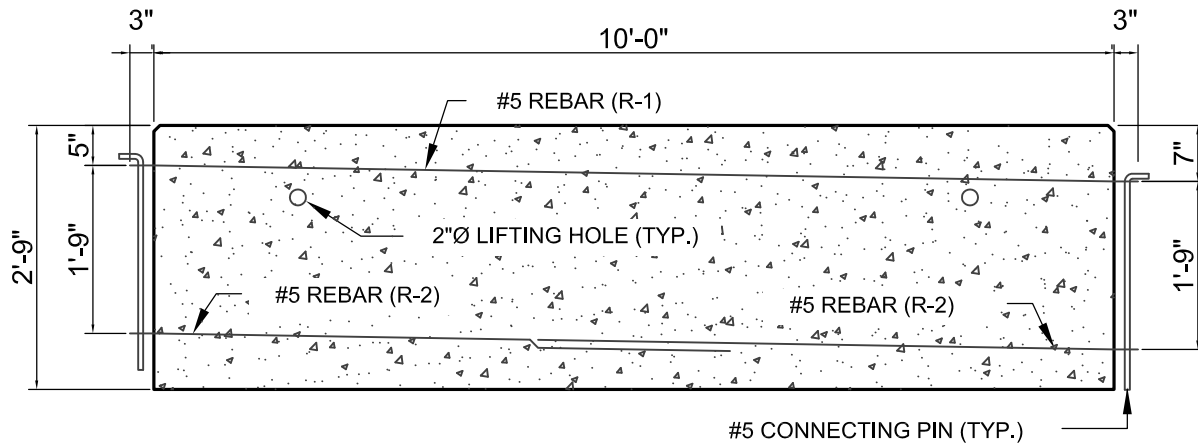 3"
10'-0"
3"
#5 REBAR (R-1)
5"
7"
2'-9"
1'-9"
2"Ø LIFTING HOLE (TYP.)
#5 REBAR (R-2)
#5 REBAR (R-2)
1'-9"
#5 CONNECTING PIN (TYP.)